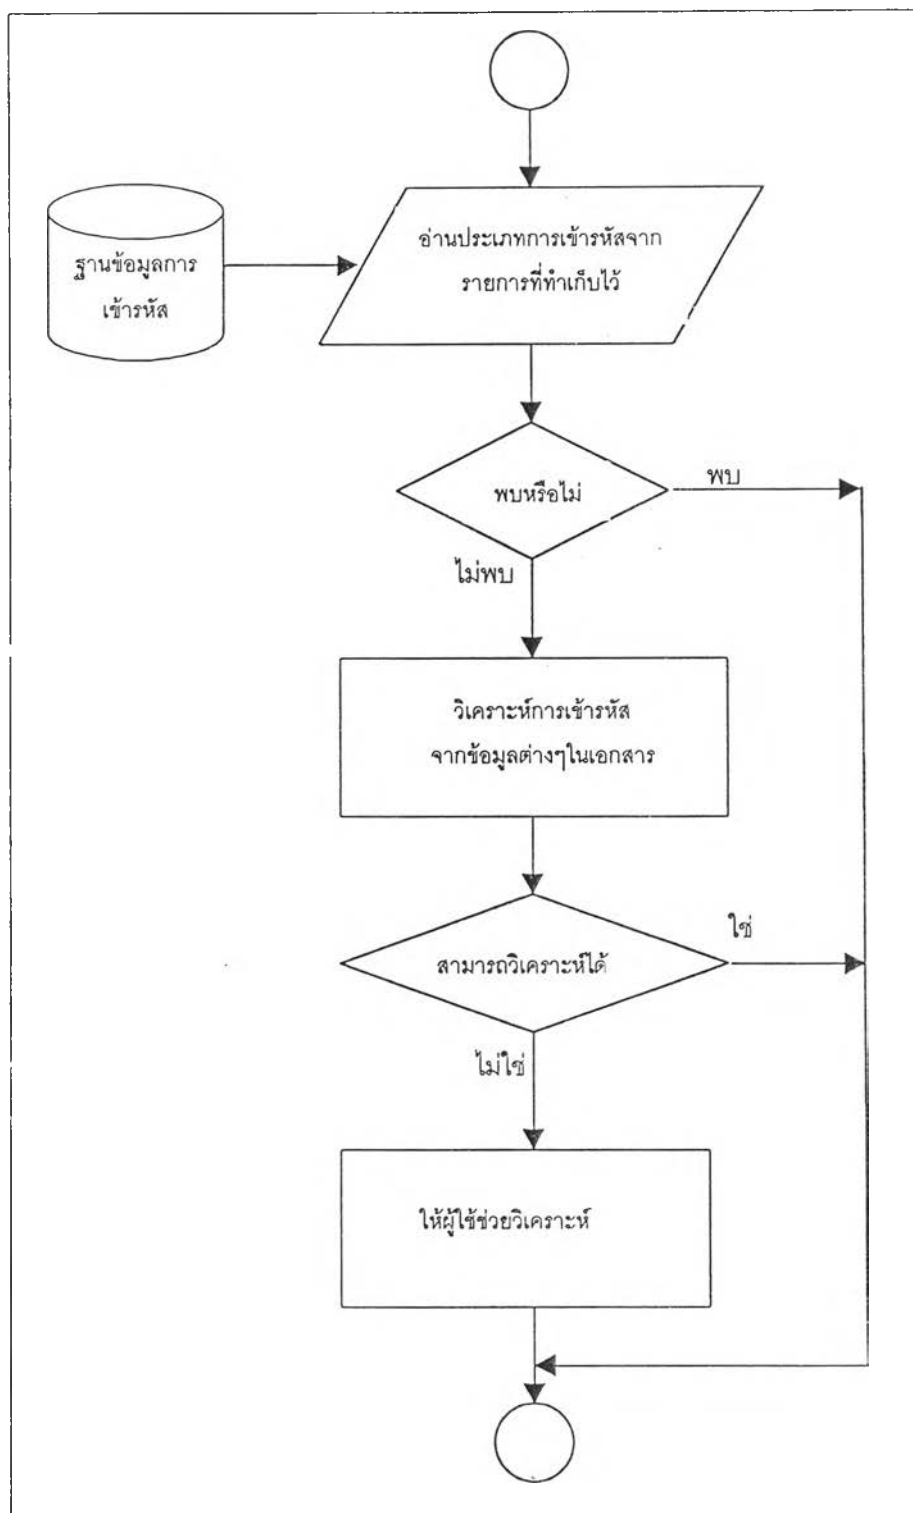 อ่านประเภทการเข้ารหัสจาก
รายการที่ทำเก็บไว้
ฐานข้อมูลการ
เข้ารหัส
พบหรือไม่
พบ
ไม่พบ
วิเคราะห์การเข้ารหัส
จากข้อมูลต่างๆในเอกสาร
สามารถวิเคราะห์ได้
ใช่
ไม่ใช่
ให้ผู้ใช้ช่วยวิเคราะห์